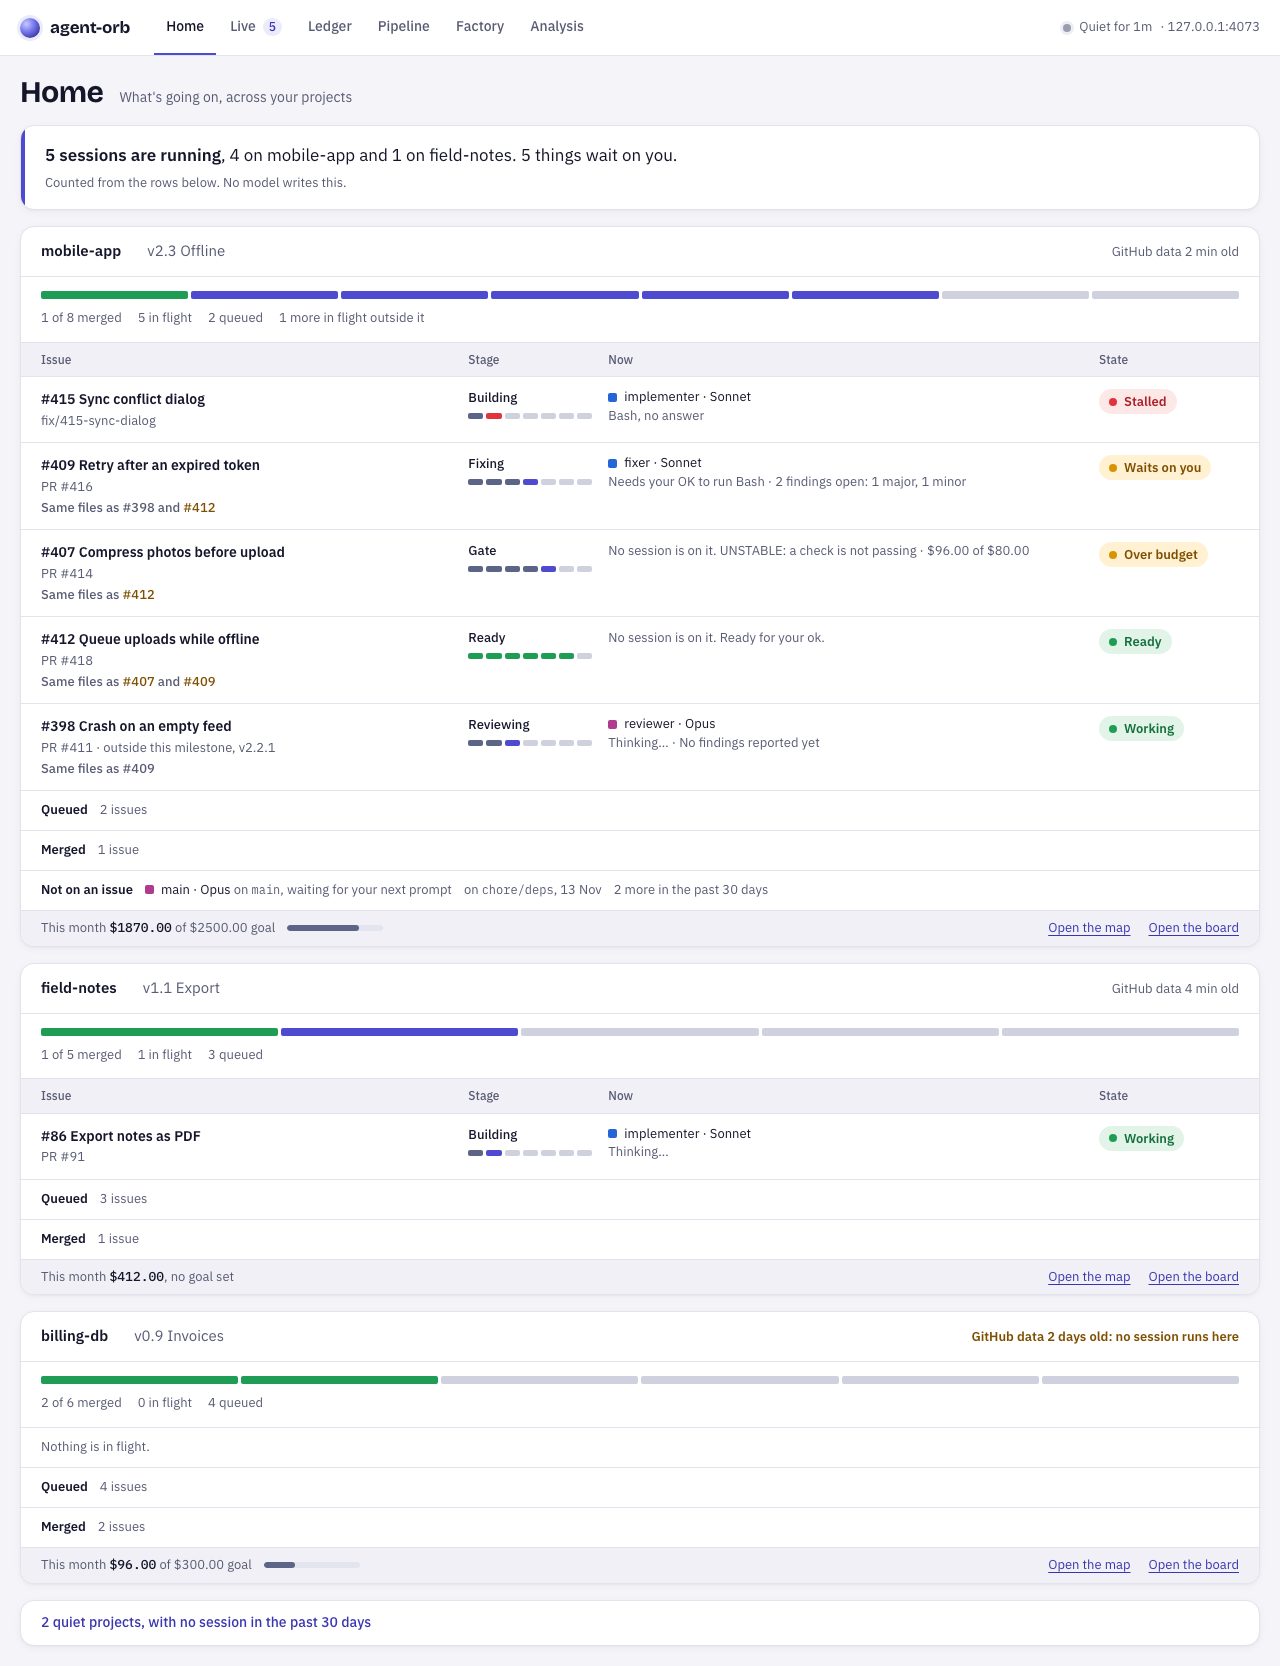 agent-orb Home Live 5 Ledger Pipeline Factory Analysis Quiet for 1m · 127.0.0.1:4073
Home What's going on, across your projects
5 sessions are running, 4 on mobile-app and 1 on field-notes. 5 things wait on you.
Counted from the rows below. No model writes this.
mobile-app v2.3 Offline GitHub data 2 min old
1 of 8 merged 5 in flight 2 queued 1 more in flight outside it
Issue Stage Now State
#415 Sync conflict dialog Building implementer · Sonnet Stalled
fix/415-sync-dialog Bash, no answer
#409 Retry after an expired token Fixing fixer · Sonnet Waits on you
PR #416 Needs your OK to run Bash · 2 findings open: 1 major, 1 minor
Same files as #398 and #412
#407 Compress photos before upload Gate No session is on it. UNSTABLE: a check is not passing · $96.00 of $80.00 Over budget
PR #414
Same files as #412
#412 Queue uploads while offline Ready No session is on it. Ready for your ok. Ready
PR #418
Same files as #407 and #409
#398 Crash on an empty feed Reviewing reviewer · Opus Working
PR #411 · outside this milestone, v2.2.1 Thinking… · No findings reported yet
Same files as #409
Queued 2 issues
Merged 1 issue
Not on an issue main · Opus on main, waiting for your next prompt on chore/deps, 13 Nov 2 more in the past 30 days
This month $1870.00 of $2500.00 goal Open the map Open the board
field-notes v1.1 Export GitHub data 4 min old
1 of 5 merged 1 in flight 3 queued
Issue Stage Now State
#86 Export notes as PDF Building implementer · Sonnet Working
PR #91 Thinking…
Queued 3 issues
Merged 1 issue
This month $412.00, no goal set Open the map Open the board
billing-db v0.9 Invoices GitHub data 2 days old: no session runs here
2 of 6 merged 0 in flight 4 queued
Nothing is in flight.
Queued 4 issues
Merged 2 issues
This month $96.00 of $300.00 goal Open the map Open the board
2 quiet projects, with no session in the past 30 days